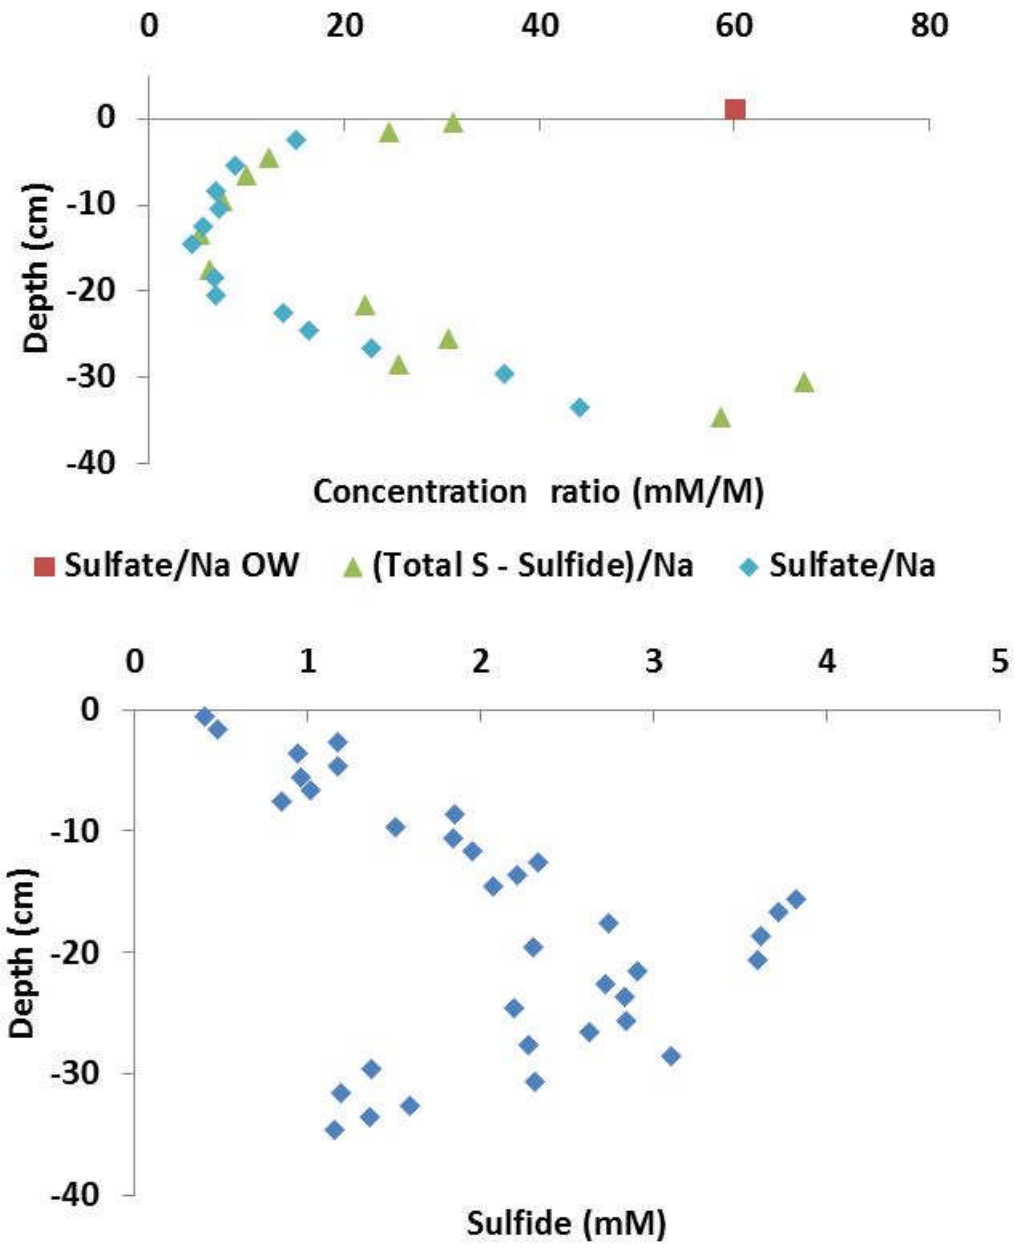 0 20 40 60 80
0
-10
-20
-30
-40
Depth (cm)
Concentration ratio (mM/M)
Sulfate/Na OW (Total S - Sulfide)/Na Sulfate/Na
0 1 2 3 4 5
0
-10
-20
-30
-40
Depth (cm)
Sulfide (mM)